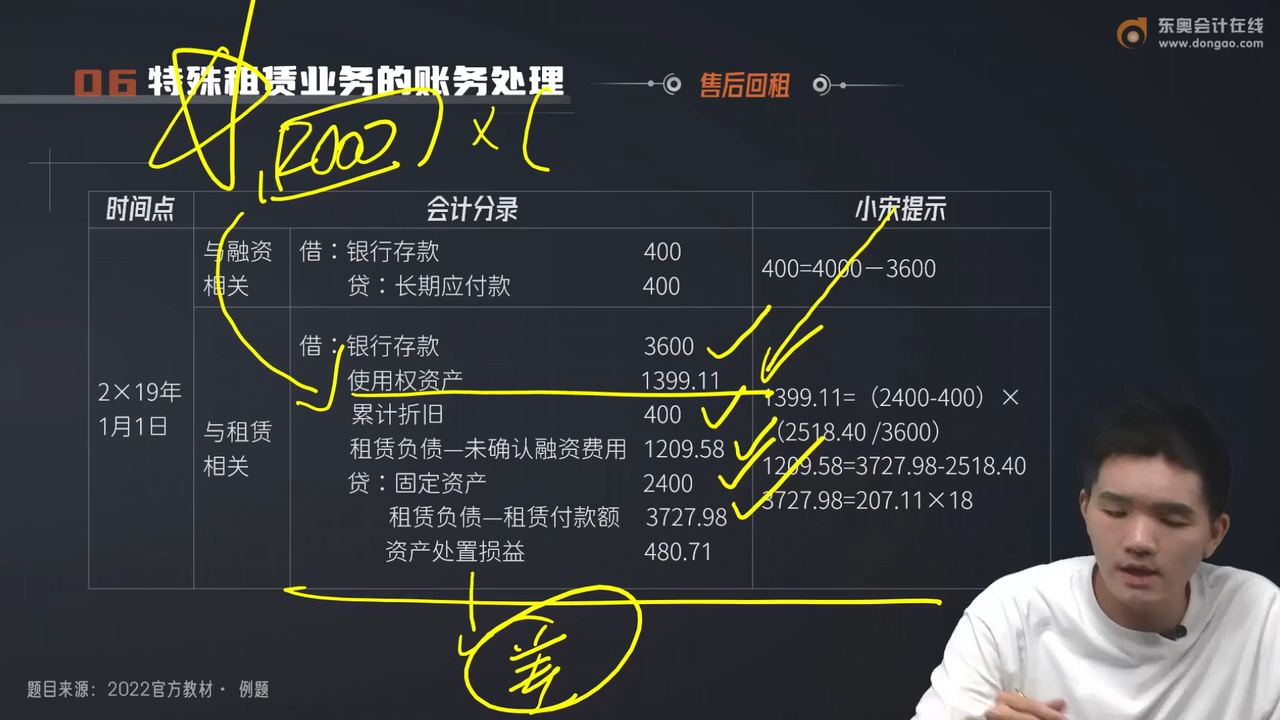 东奥会计在线
www.dongao.com
06 特殊租赁业务的账务处理
售后回租
2000 × (
时间点 会计分录 小宋提示
与融资相关
借：银行存款 400
贷：长期应付款 400
400=4000－3600
2×19年
1月1日
与租赁
相关
借：银行存款 3600
使用权资产 1399.11
累计折旧 400
租赁负债—未确认融资费用 1209.58
贷：固定资产 2400
租赁负债—租赁付款额 3727.98
资产处置损益 480.71
1399.11=（2400-400）×
（2518.40 /3600）
1209.58=3727.98-2518.40
3727.98=207.11×18
差
题目来源：2022官方教材· 例题